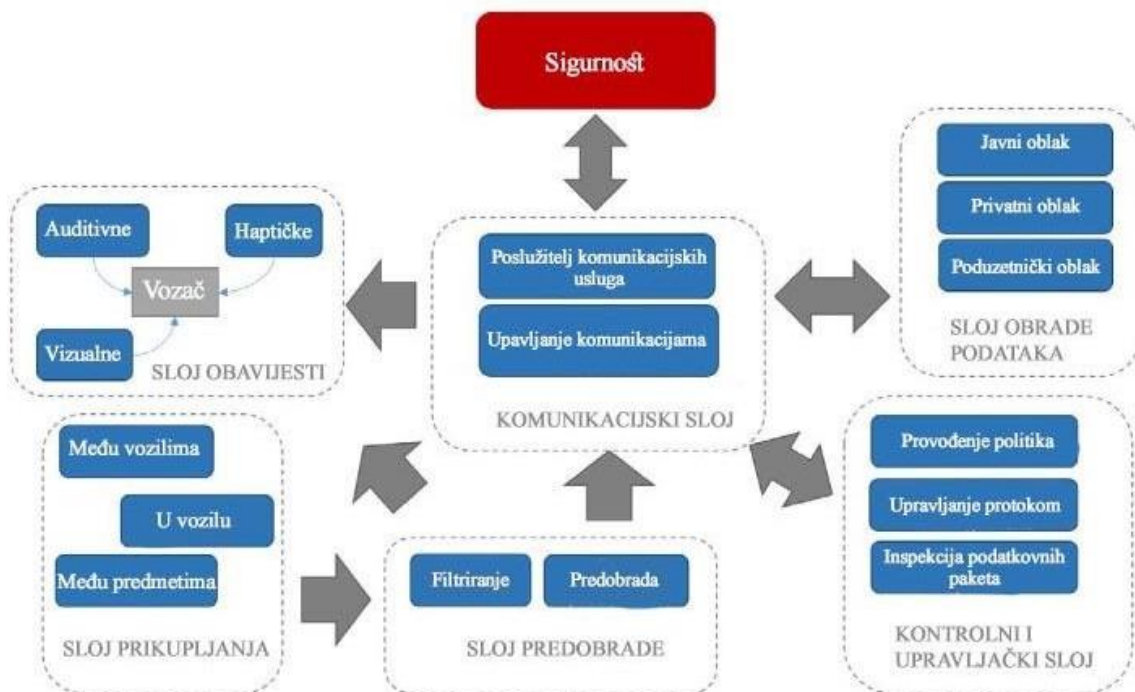 Sigurnost
Javni oblak
Privatni oblak
Poduzetnički oblak
SLOJ OBRADE
PODATAKA
Auditivne
Haptičke
Vozač
Vizualne
SLOJ OBAVIJESTI
Poslužitelj komunikacijskih
usluga
Upavljanje komunikacijama
KOMUNIKACIJSKI SLOJ
Među vozilima
U vozilu
Među predmetima
SLOJ PRIKUPLJANJA
Filtriranje
Predobrada
SLOJ PREDOBRADE
Provođenje politika
Upravljanje protokom
Inspekcija podatkovnih
paketa
KONTROLNI I
UPRAVLJAČKI SLOJ